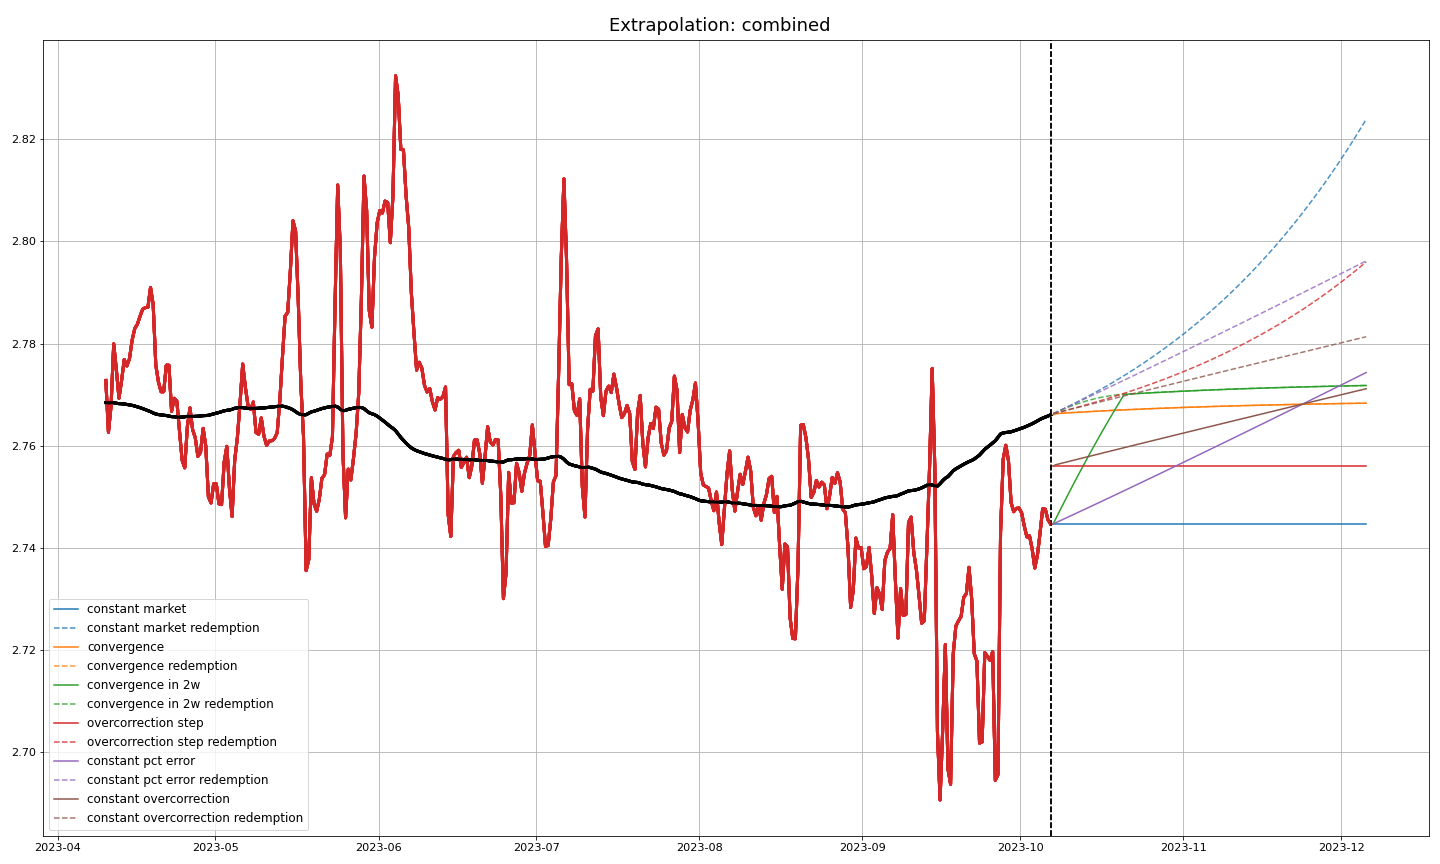 Extrapolation: combined
2.82
2.80
2.78
2.76
2.74
2.72
2.70
constant market
constant market redemption
convergence
convergence redemption
convergence in 2w
convergence in 2w redemption
overcorrection step
overcorrection step redemption
constant pct error
constant pct error redemption
constant overcorrection
constant overcorrection redemption
2023-04 2023-05 2023-06 2023-07 2023-08 2023-09 2023-10 2023-11 2023-12